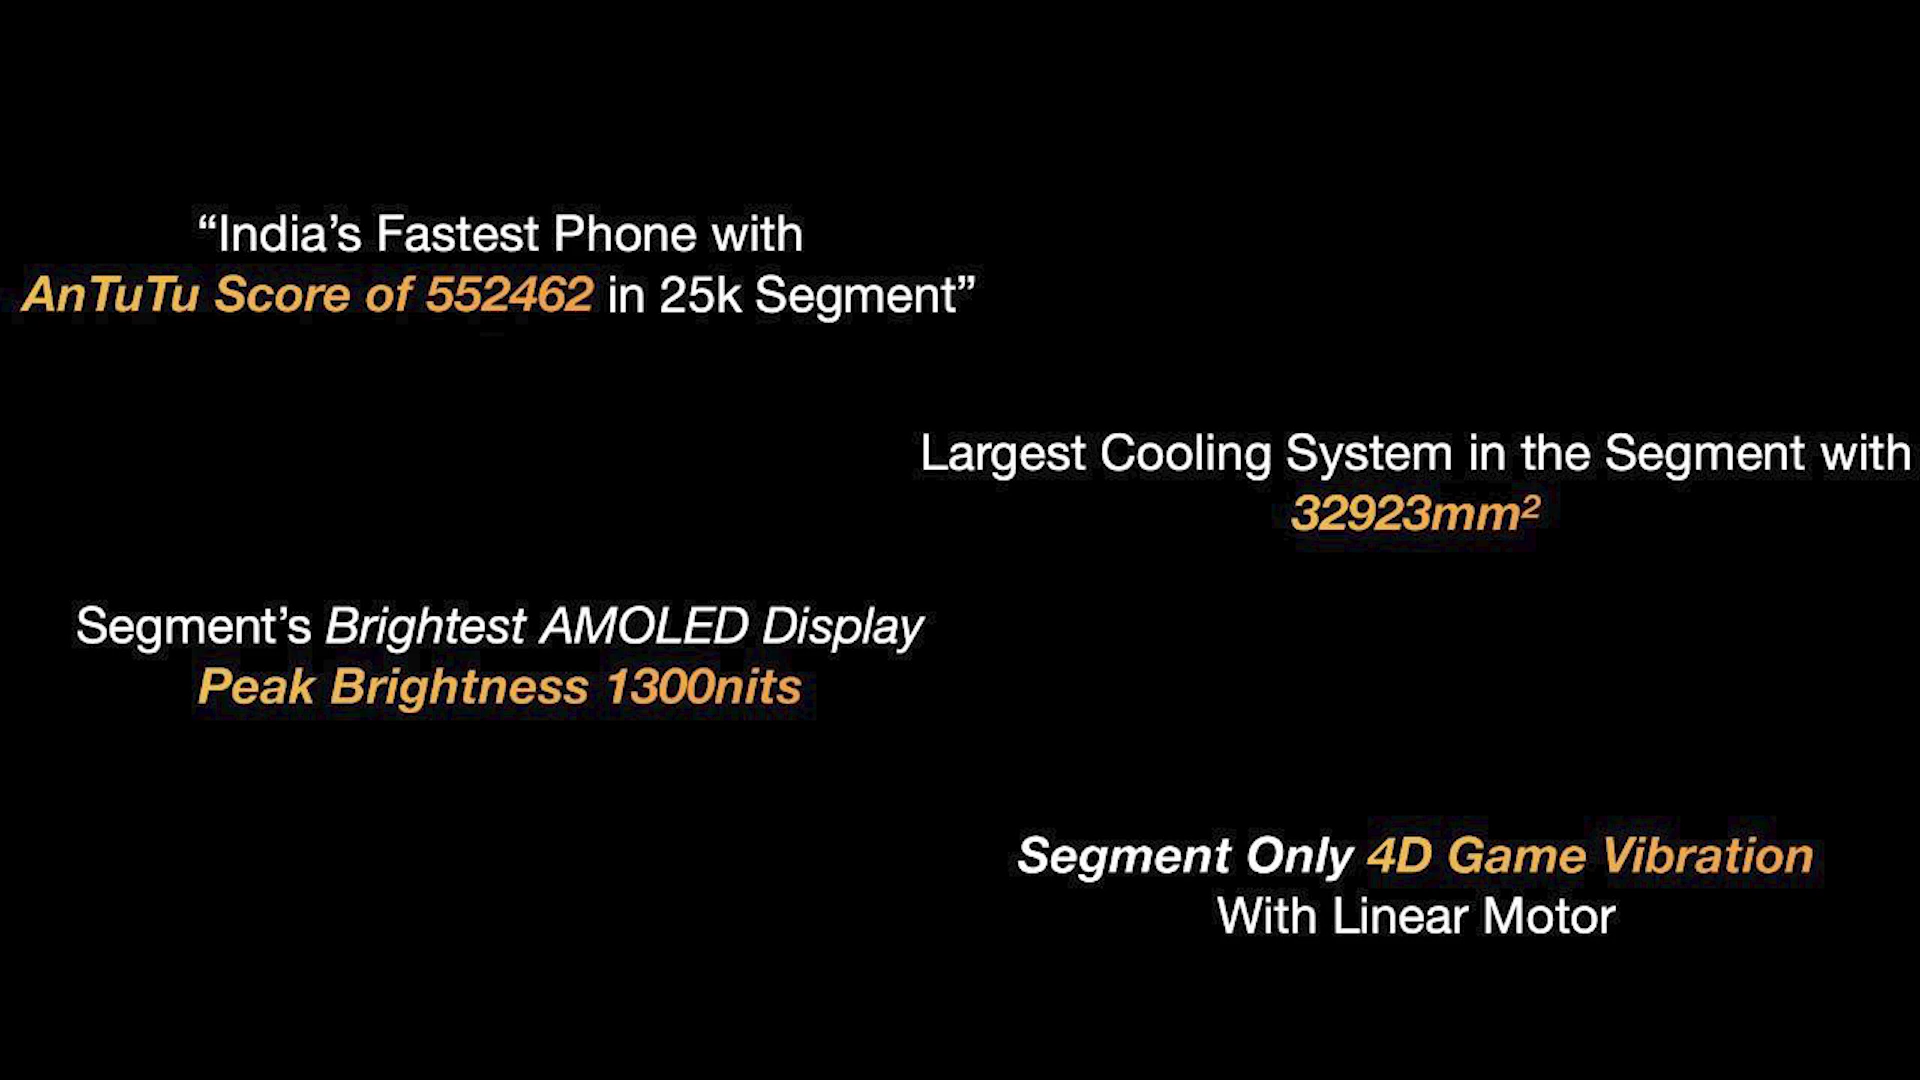 “India’s Fastest Phone with
AnTuTu Score of 552462 in 25k Segment”
Largest Cooling System in the Segment with
32923mm²
Segment’s Brightest AMOLED Display
Peak Brightness 1300nits
Segment Only 4D Game Vibration
With Linear Motor